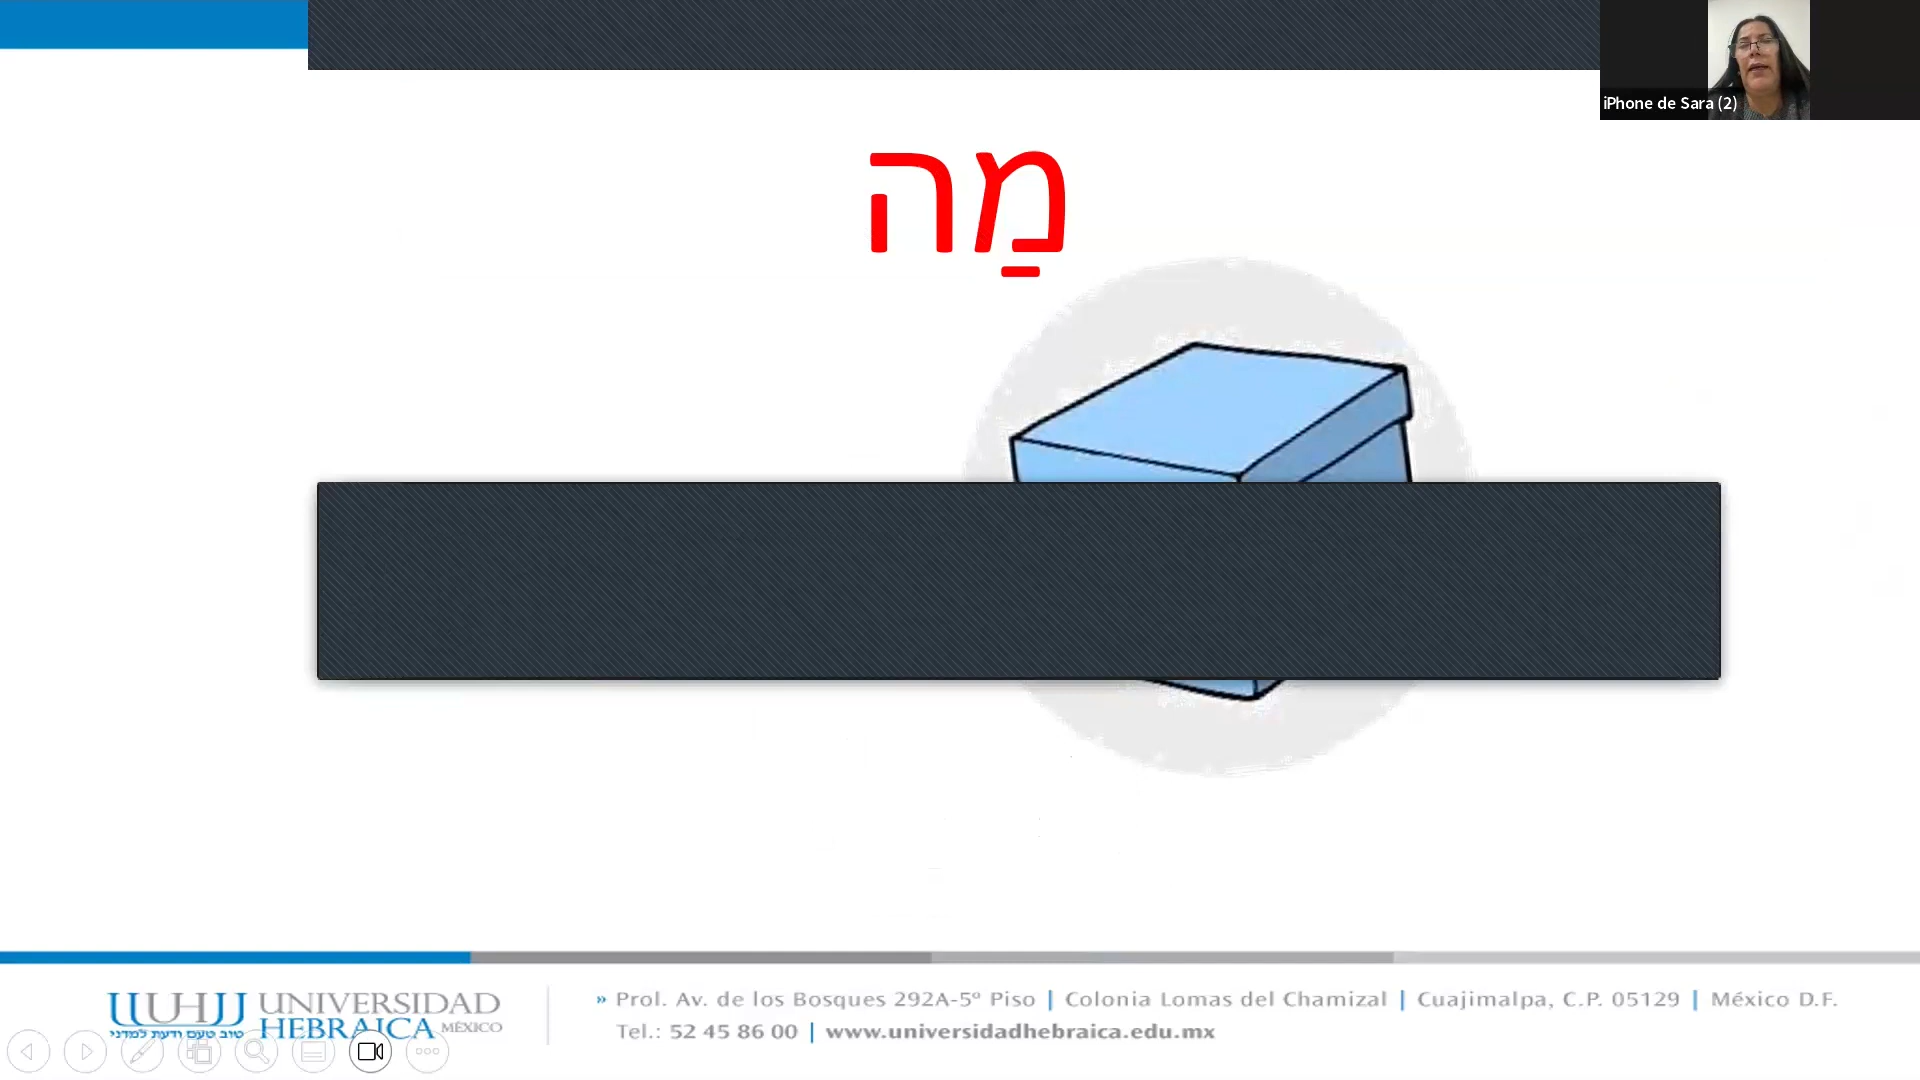 iPhone de Sara (2)
מַה
UHJJ UNIVERSIDAD
HEBRAICA MÉXICO
טוב טעם ודעת למדני
» Prol. Av. de los Bosques 292A-5º Piso | Colonia Lomas del Chamizal | Cuajimalpa, C.P. 05129 | México D.F.
Tel.: 52 45 86 00 | www.universidadhebraica.edu.mx